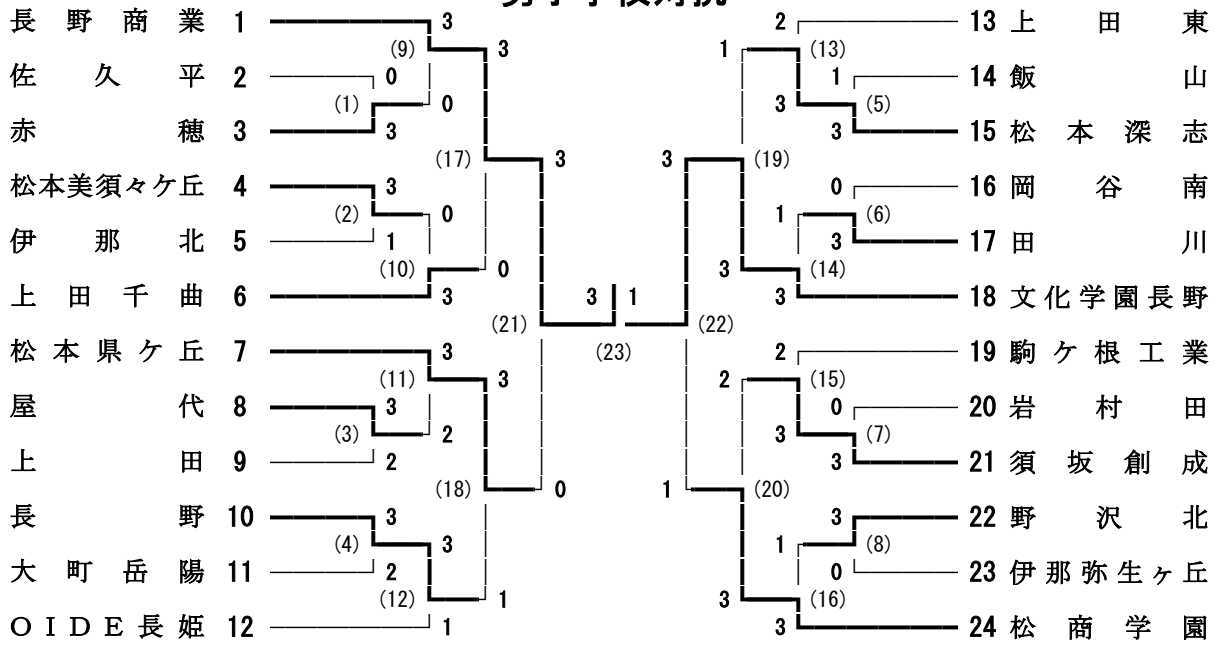 男子学校対抗
長野商業 1 3 2 13 上田東
(9) 3 1 (13)
佐久平 2 0 1 14 飯山
(1) 0 3 (5)
赤穂 3 3 3 15 松本深志
(17) 3 3 (19)
松本美須々ケ丘 4 3 0 16 岡谷南
(2) 0 1 (6)
伊那北 5 1 3 17 田川
(10) 0 3 (14)
上田千曲 6 3 3 1 3 18 文化学園長野
(21) (22)
松本県ケ丘 7 3 (23) 2 19 駒ケ根工業
(11) 3 2 (15)
屋代 8 3 0 20 岩村田
(3) 2 3 (7)
上田 9 2 3 21 須坂創成
(18) 0 1 (20)
長野 10 3 3 22 野沢北
(4) 3 1 (8)
大町岳陽 11 2 0 23 伊那弥生ヶ丘
(12) 1 3 (16)
ＯＩＤＥ長姫 12 1 3 24 松商学園